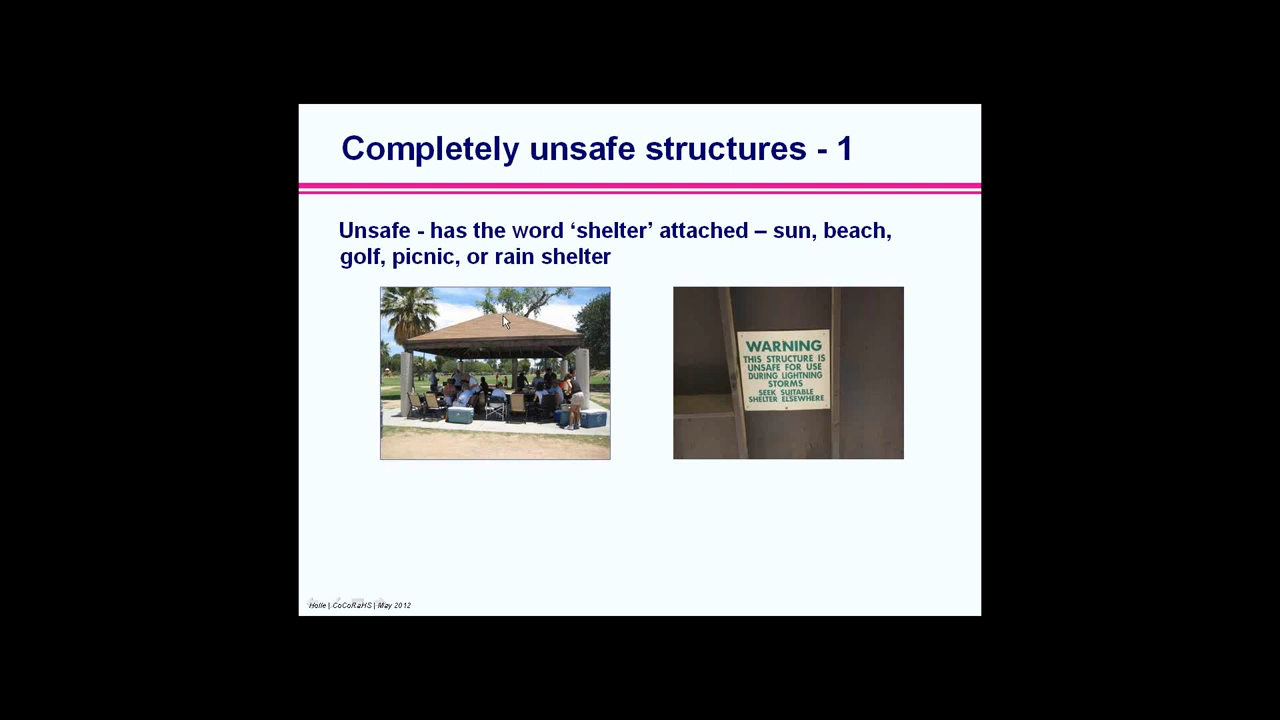 Completely unsafe structures - 1
Unsafe - has the word ‘shelter’ attached – sun, beach,
golf, picnic, or rain shelter
WARNING
THIS STRUCTURE IS
UNSAFE FOR USE
DURING LIGHTNING
STORMS
SEEK SUITABLE
SHELTER ELSEWHERE
Holle | CoCoRaHS | May 2012